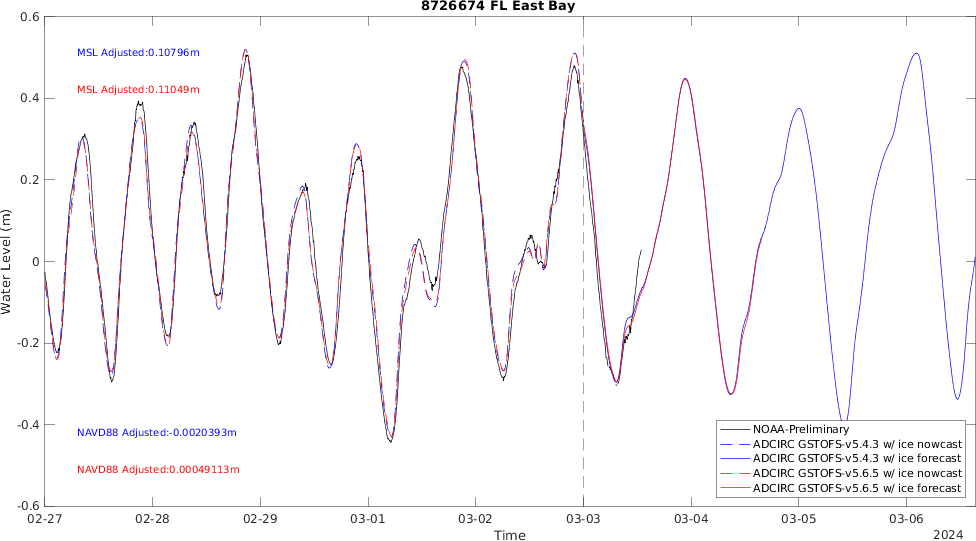 8726674 FL East Bay
0.6
MSL Adjusted:0.10796m
MSL Adjusted:0.11049m
0.4
0.2
0
-0.2
-0.4
-0.6
Water Level (m)
NAVD88 Adjusted:-0.0020393m
NAVD88 Adjusted:0.00049113m
NOAA-Preliminary
ADCIRC GSTOFS-v5.4.3 w/ ice nowcast
ADCIRC GSTOFS-v5.4.3 w/ ice forecast
ADCIRC GSTOFS-v5.6.5 w/ ice nowcast
ADCIRC GSTOFS-v5.6.5 w/ ice forecast
02-27 02-28 02-29 03-01 03-02 03-03 03-04 03-05 03-06
Time
2024